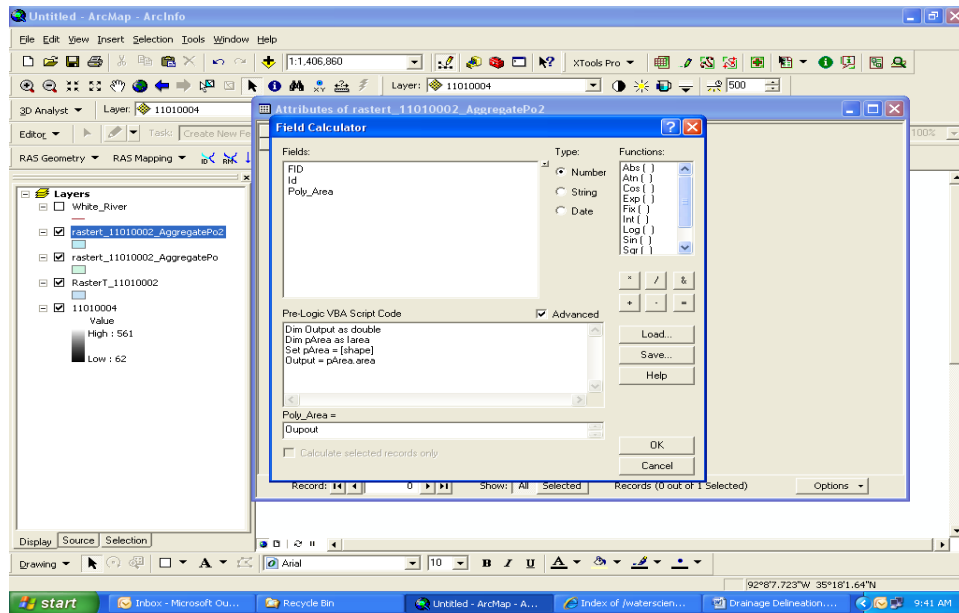 Untitled - ArcMap - ArcInfo
File Edit View Insert Selection Tools Window Help
1:1,406,860
XTools Pro
Layer: 11010004
500
3D Analyst Layer: 11010004
Attributes of rastert_11010002_AggregatePo2
Editor Task: Create New Fe
100%
RAS Geometry RAS Mapping
Field Calculator
Fields:
Type:
Functions:
FID
Id
Poly_Area
Number
String
Date
Abs ( )
Atn ( )
Cos ( )
Exp ( )
Fix ( )
Int ( )
Log ( )
Sin ( )
Sqr ( )
* / &
+ - =
Layers
White_River
rastert_11010002_AggregatePo2
rastert_11010002_AggregatePo
RasterT_11010002
11010004
Value
High : 561
Low : 62
Pre-Logic VBA Script Code
Advanced
Dim Output as double
Dim pArea as Iarea
Set pArea = [shape]
Output = pArea.area
Load...
Save...
Help
Poly_Area =
Oupout
Calculate selected records only
OK
Cancel
Record: 0 Show: All Selected Records (0 out of 1 Selected) Options
Display Source Selection
Drawing A Arial 10 B I U A
92°8'7.723"W 35°18'1.64"N
start
Inbox - Microsoft Ou...
Recycle Bin
Untitled - ArcMap - A...
Index of /waterscien...
Drainage Delineation....
9:41 AM